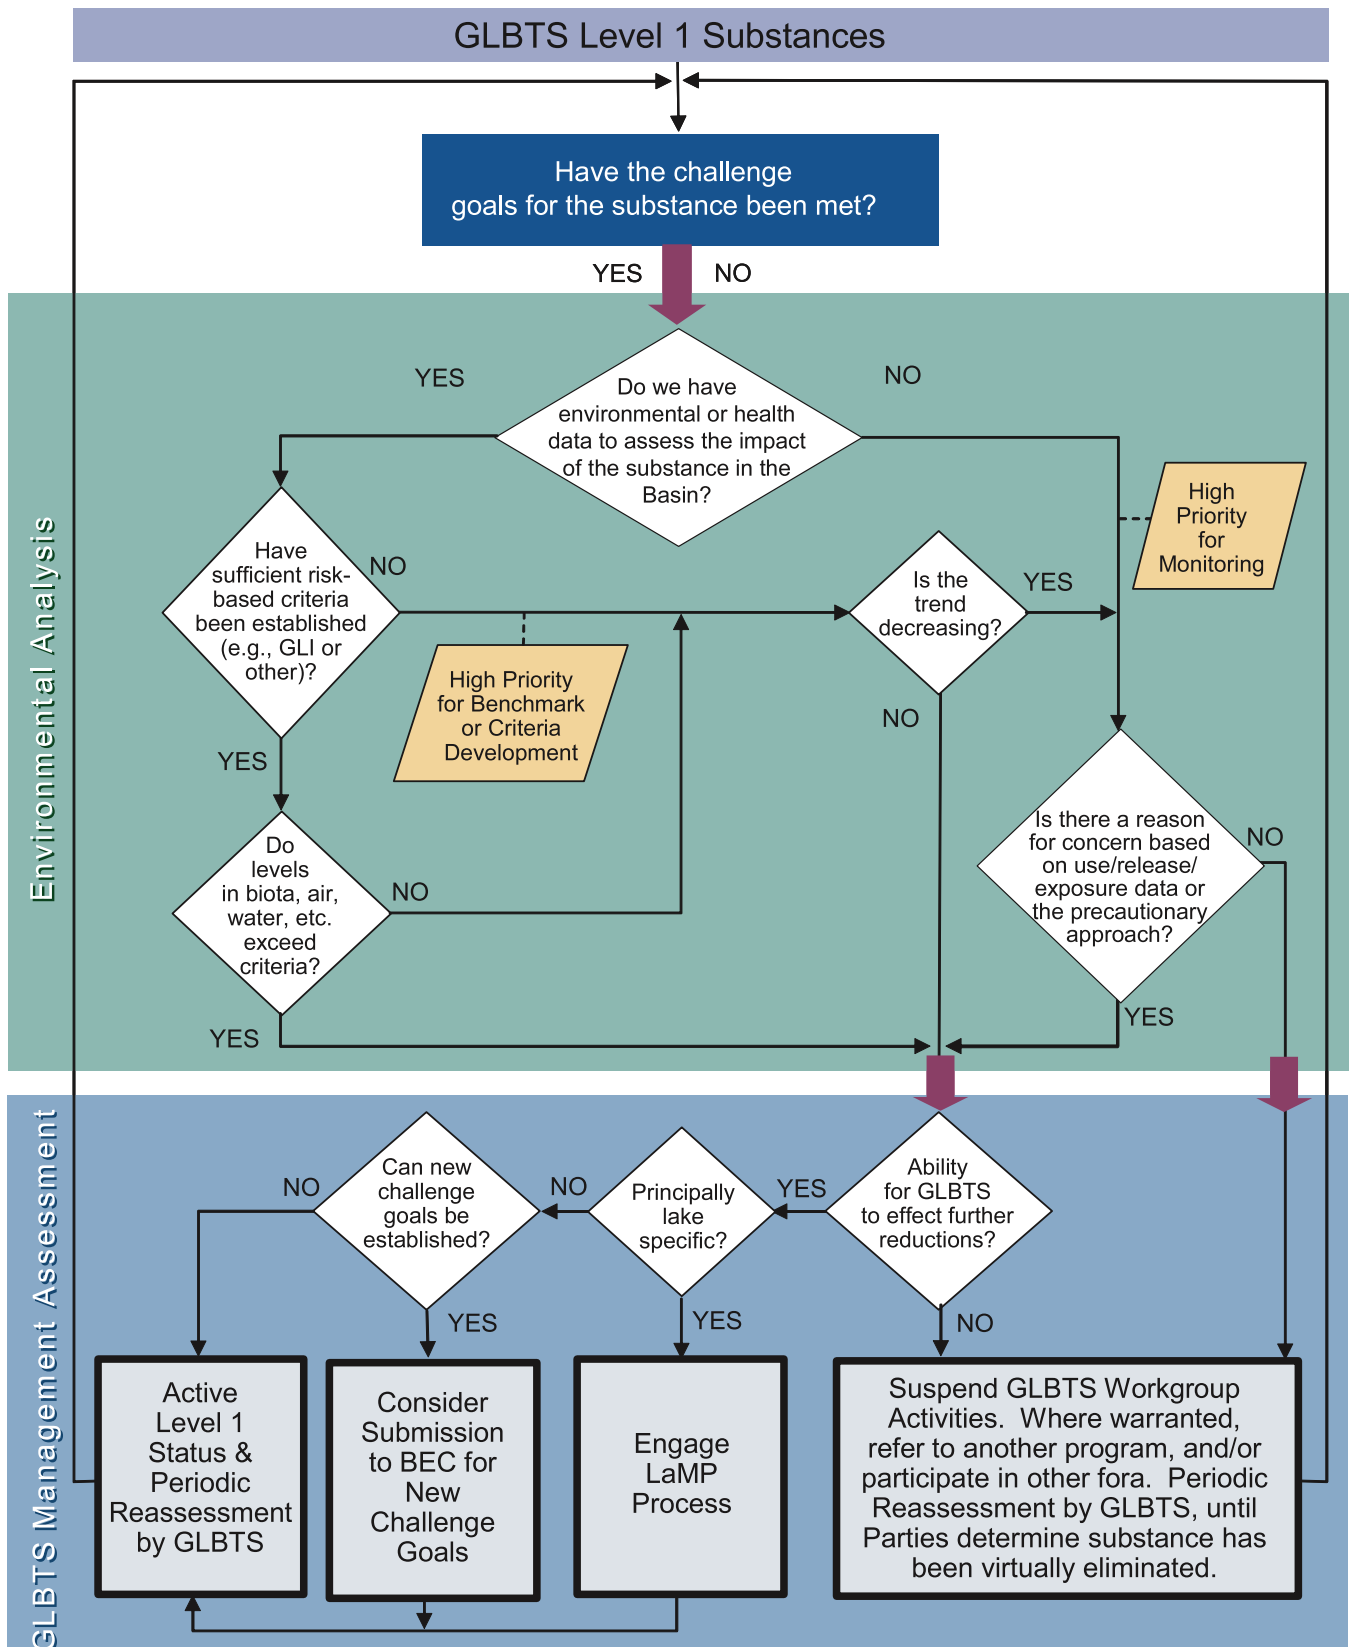 GLBTS Level 1 Substances
Have the challenge
goals for the substance been met?
YES
NO
Environmental Analysis
YES
NO
Do we have
environmental or health
data to assess the impact
of the substance in the
Basin?
High
Priority
for
Monitoring
Have
sufficient risk-
based criteria
been established
(e.g., GLI or
other)?
NO
Is the
trend
decreasing?
YES
High Priority
for Benchmark
or Criteria
Development
NO
YES
Do
levels
in biota, air,
water, etc.
exceed
criteria?
NO
Is there a reason
for concern based
on use/release/
exposure data or
the precautionary
approach?
NO
YES
YES
GLBTS Management Assessment
NO
Can new
challenge
goals be
established?
NO
Principally
lake
specific?
YES
Ability
for GLBTS
to effect further
reductions?
YES
YES
NO
Active
Level 1
Status &
Periodic
Reassessment
by GLBTS
Consider
Submission
to BEC for
New
Challenge
Goals
Engage
LaMP
Process
Suspend GLBTS Workgroup
Activities.  Where warranted,
refer to another program, and/or
participate in other fora.  Periodic
Reassessment by GLBTS, until
Parties determine substance has
been virtually eliminated.